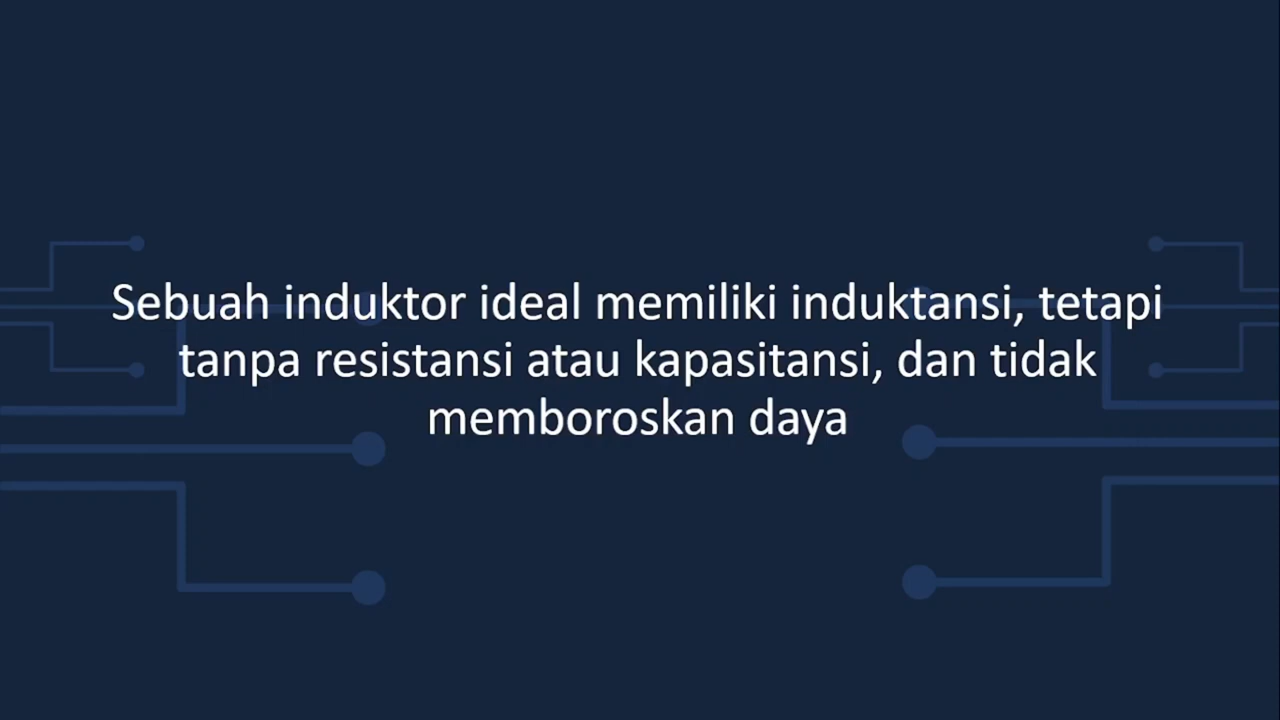 Sebuah induktor ideal memiliki induktansi, tetapi
tanpa resistansi atau kapasitansi, dan tidak
memboroskan daya